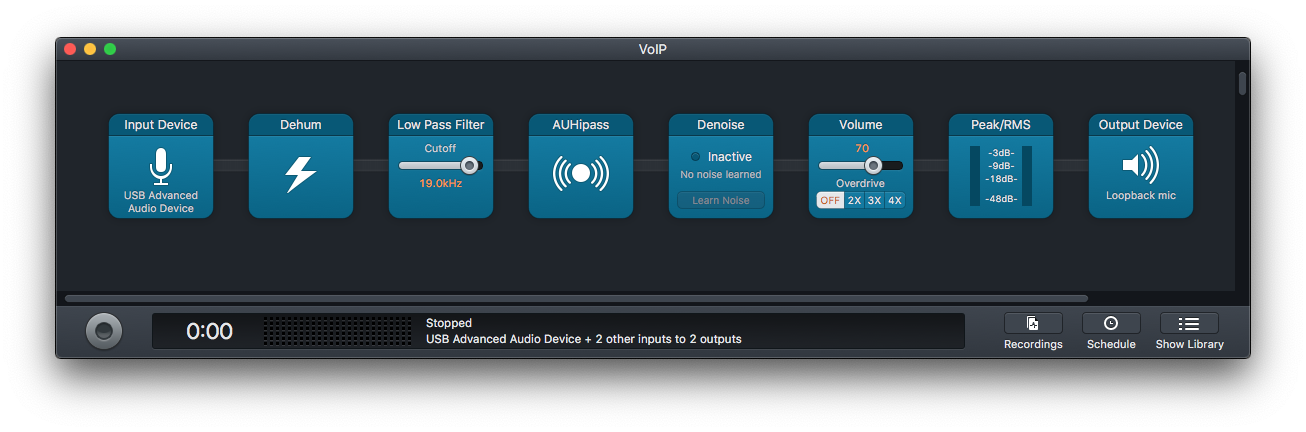 VoIP
Input Device
USB Advanced
Audio Device
Dehum
Low Pass Filter
Cutoff
19.0kHz
AUHipass
Denoise
Inactive
No noise learned
Learn Noise
Volume
70
Overdrive
OFF 2X 3X 4X
Peak/RMS
-3dB-
-9dB-
-18dB-
-48dB-
Output Device
Loopback mic
0:00
Stopped
USB Advanced Audio Device + 2 other inputs to 2 outputs
Recordings
Schedule
Show Library